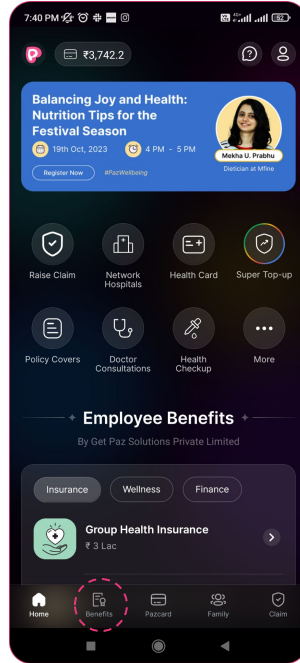 7:40 PM
52
₹3,742.2
Balancing Joy and Health:
Nutrition Tips for the
Festival Season
19th Oct, 2023 4 PM - 5 PM
Register Now #PazWellbeing
Mekha U. Prabhu
Dietician at Mfine
Raise Claim
Network
Hospitals
Health Card
Super Top-up
Policy Covers
Doctor
Consultations
Health
Checkup
More
Employee Benefits
By Get Paz Solutions Private Limited
Insurance Wellness Finance
Group Health Insurance
₹ 3 Lac
Home Benefits Pazcard Family Claim